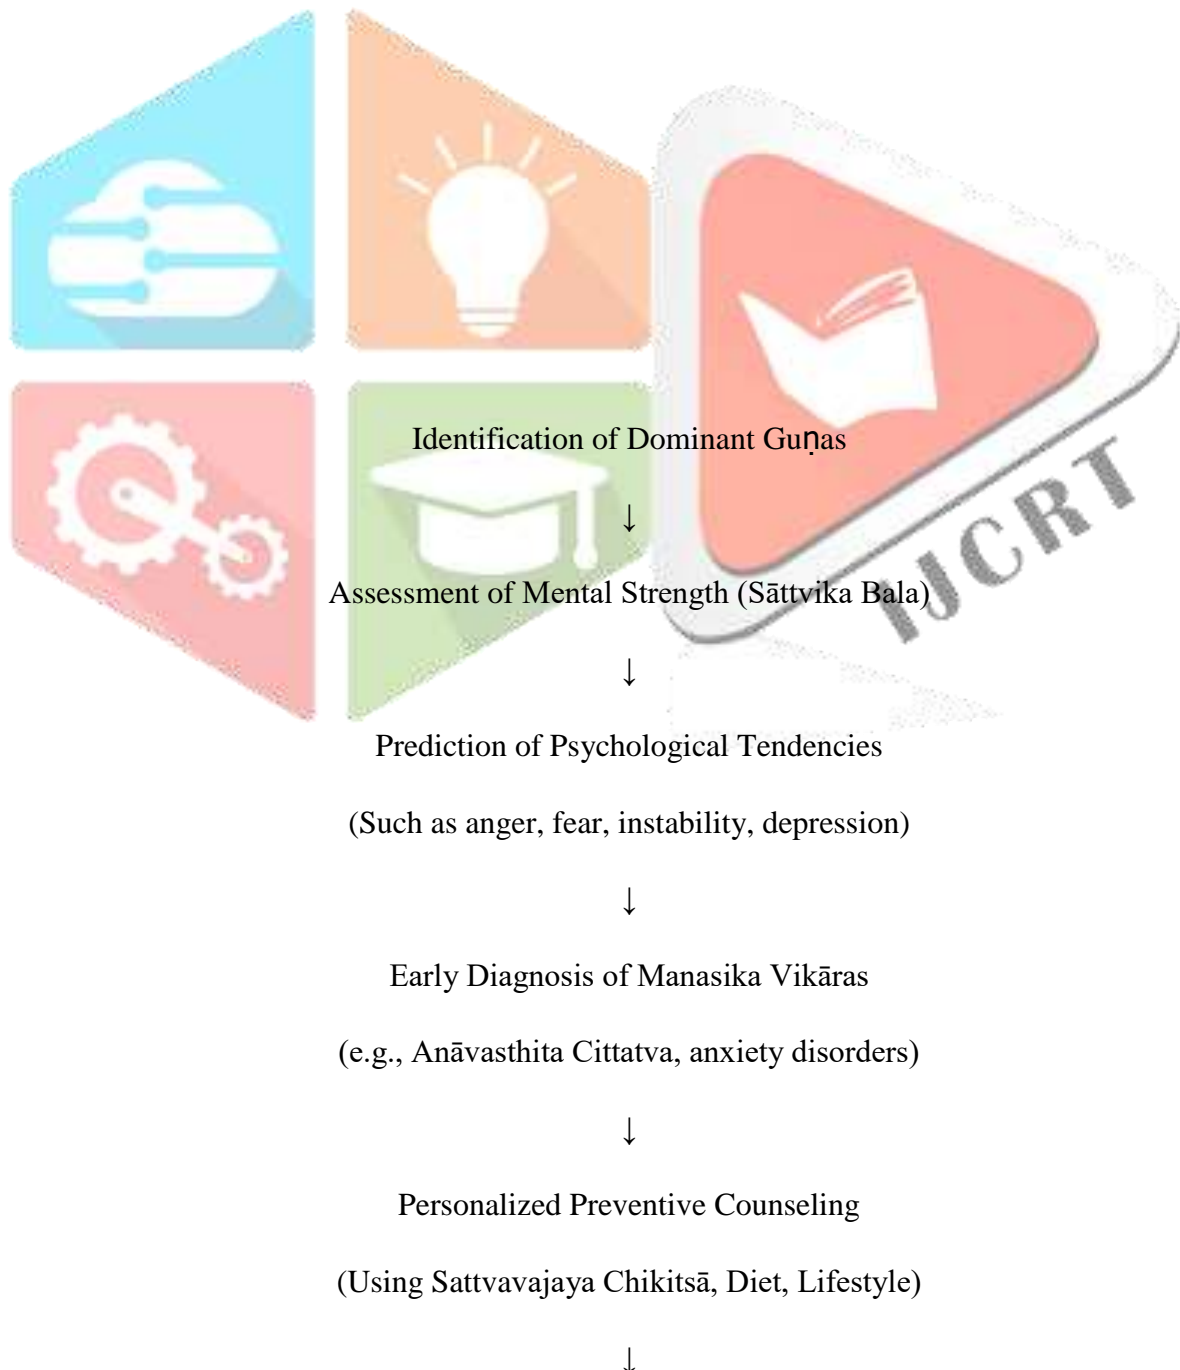 Identification of Dominant Guṇas
↓
Assessment of Mental Strength (Sāttvika Bala)
↓
Prediction of Psychological Tendencies
(Such as anger, fear, instability, depression)
↓
Early Diagnosis of Manasika Vikāras
(e.g., Anāvasthita Cittatva, anxiety disorders)
↓
Personalized Preventive Counseling
(Using Sattvavajaya Chikitsā, Diet, Lifestyle)
↓
IJCRT